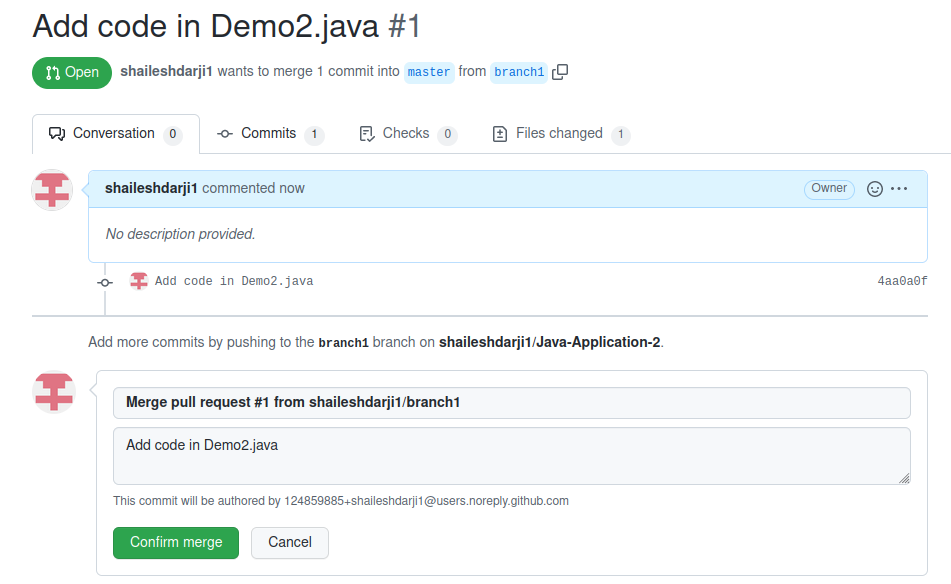 Add code in Demo2.java #1
Open shaileshdarji1 wants to merge 1 commit into master from branch1
Conversation 0 Commits 1 Checks 0 Files changed 1
shaileshdarji1 commented now Owner
No description provided.
Add code in Demo2.java 4aa0a0f
Add more commits by pushing to the branch1 branch on shaileshdarji1/Java-Application-2.
Merge pull request #1 from shaileshdarji1/branch1
Add code in Demo2.java
This commit will be authored by 124859885+shaileshdarji1@users.noreply.github.com
Confirm merge Cancel